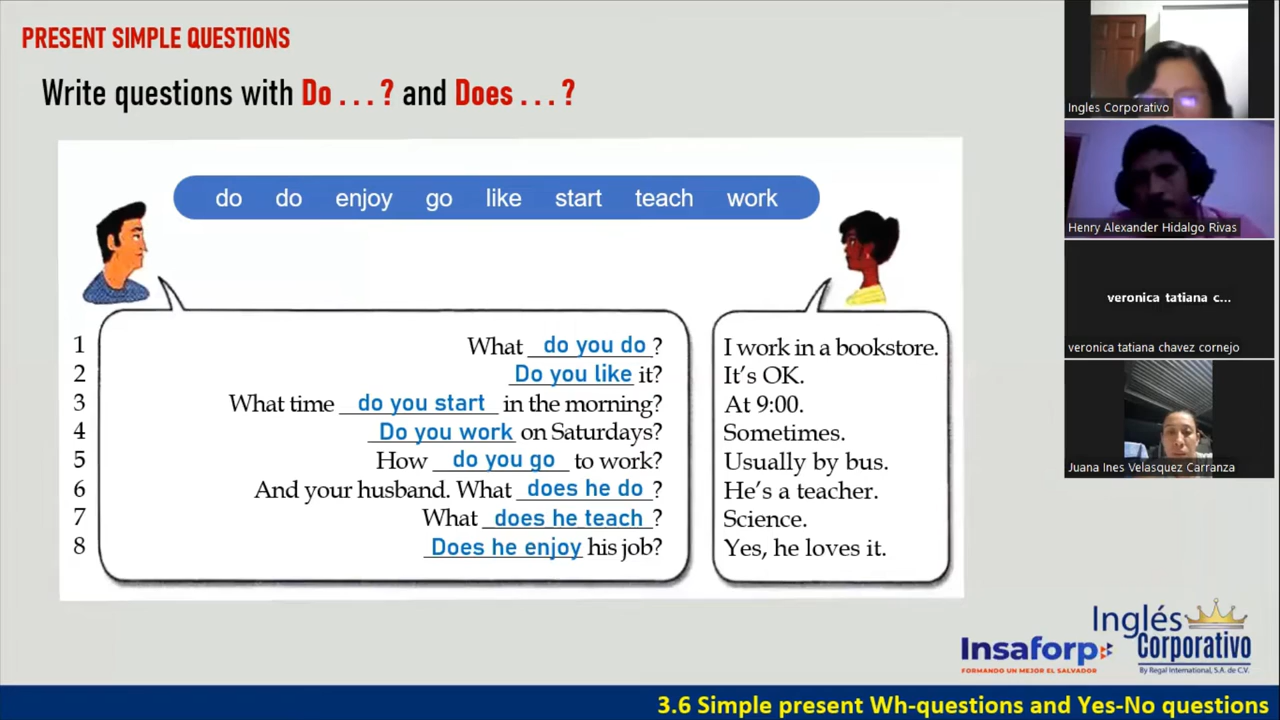 PRESENT SIMPLE QUESTIONS
Write questions with Do . . . ? and Does . . . ?
do do enjoy go like start teach work
1 What do you do ? I work in a bookstore.
2 Do you like it? It's OK.
3 What time do you start in the morning? At 9:00.
4 Do you work on Saturdays? Sometimes.
5 How do you go to work? Usually by bus.
6 And your husband. What does he do ? He's a teacher.
7 What does he teach ? Science.
8 Does he enjoy his job? Yes, he loves it.
Ingles Corporativo
Henry Alexander Hidalgo Rivas
veronica tatiana c...
veronica tatiana chavez cornejo
Juana Ines Velasquez Carranza
Insaforp
FORMANDO UN MEJOR EL SALVADOR
Inglés
Corporativo
By Regal International, S.A. de C.V.
3.6 Simple present Wh-questions and Yes-No questions